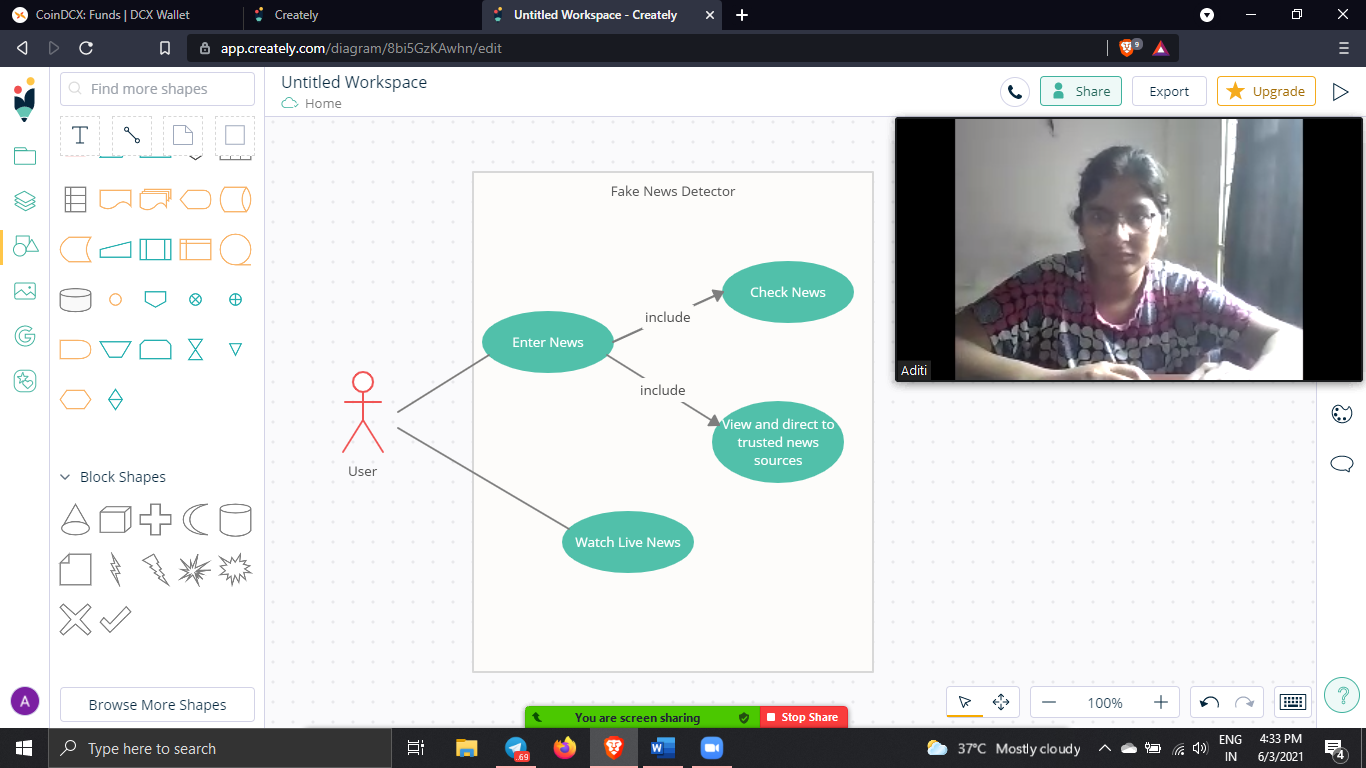 CoinDCX: Funds | DCX Wallet
Creately
Untitled Workspace - Creately
app.creately.com/diagram/8bi5GzKAwhn/edit
9
Find more shapes
Untitled Workspace
Home
Share
Export
Upgrade
T
Fake News Detector
Check News
include
Enter News
include
View and direct to
trusted news
sources
User
Watch Live News
Aditi
Block Shapes
Browse More Shapes
A
100%
?
You are screen sharing
Stop Share
Type here to search
.69
37°C Mostly cloudy
ENG
IN
4:33 PM
6/3/2021
4